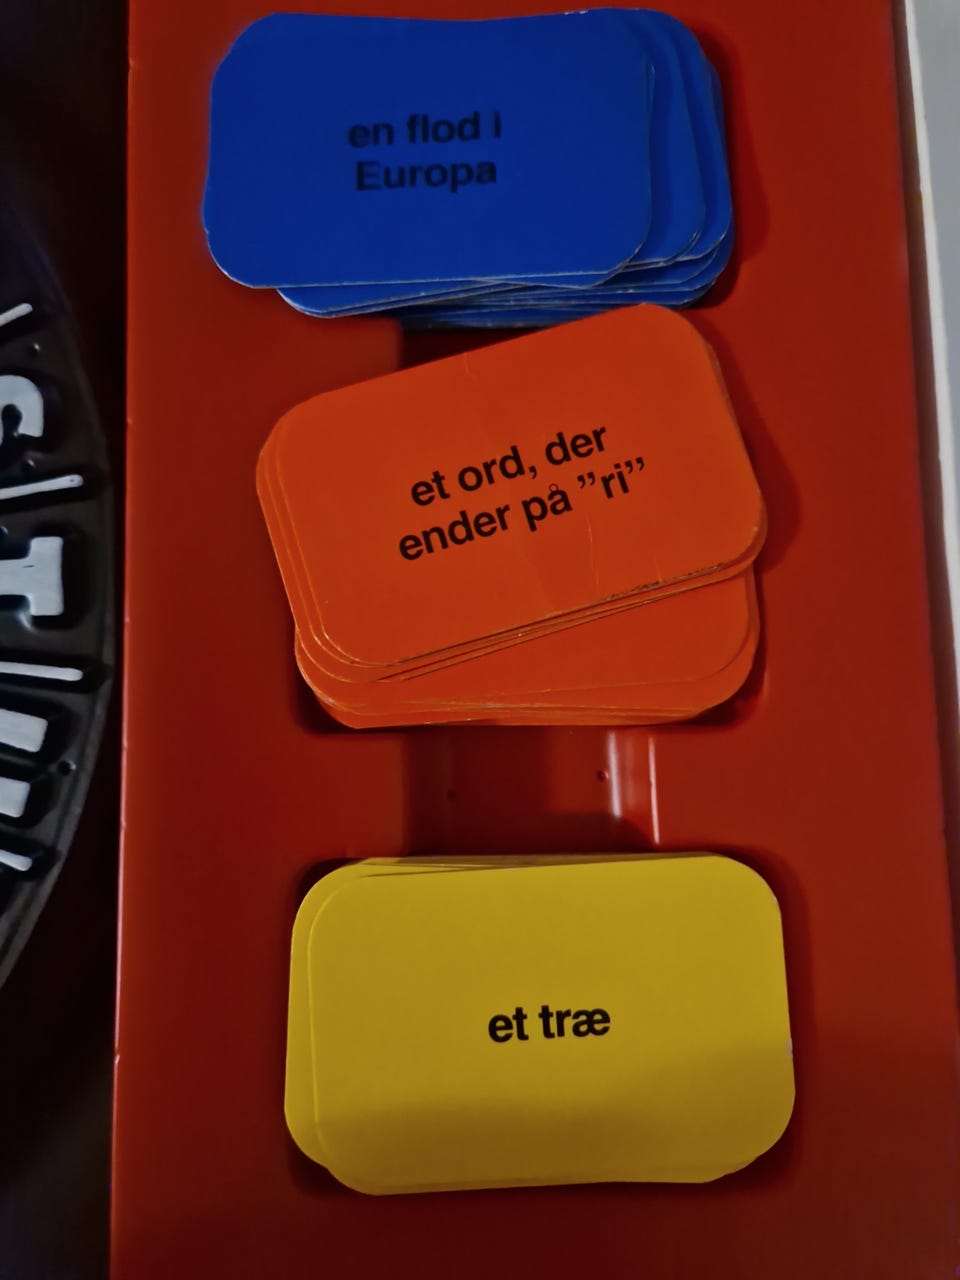 en flod i
Europa
et ord, der
ender på ”ri”
et træ
S
T